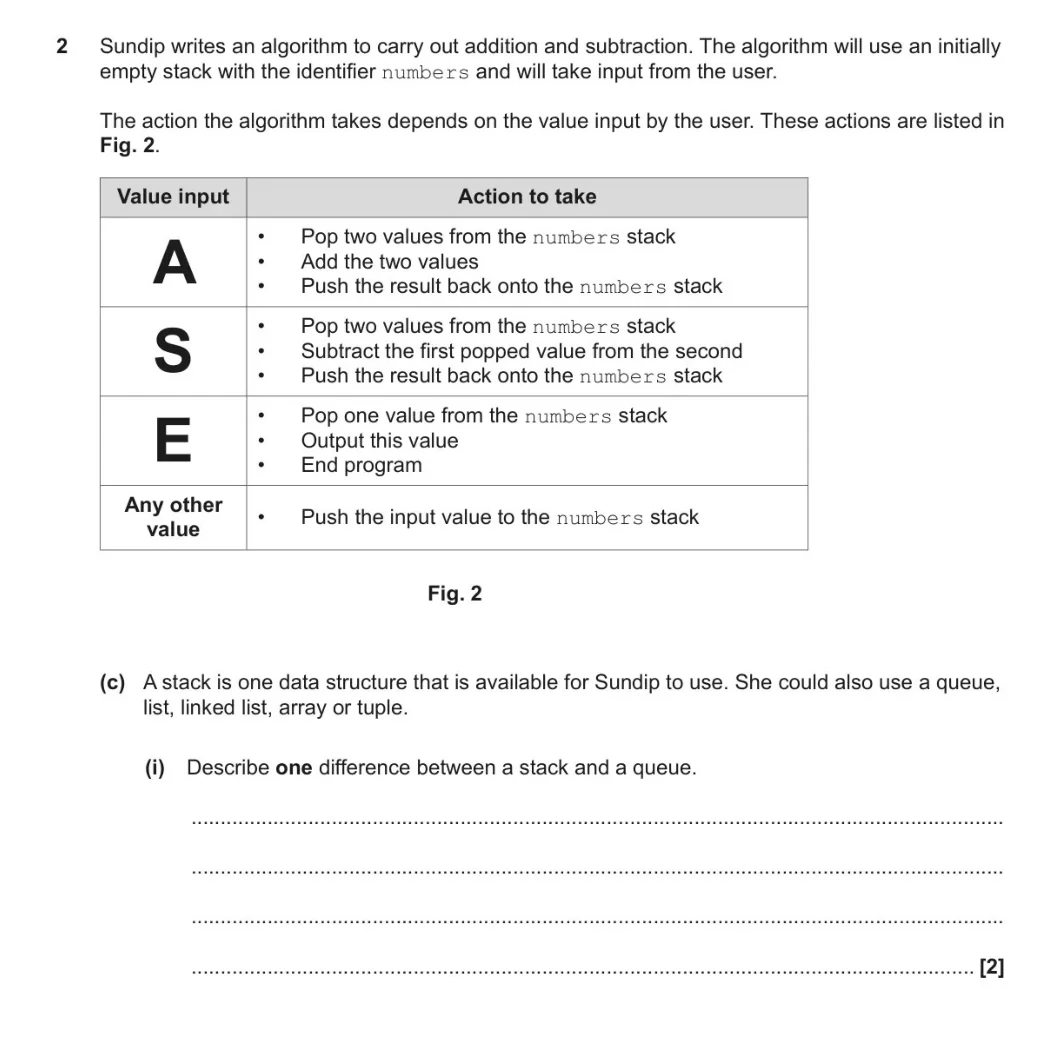 2 Sundip writes an algorithm to carry out addition and subtraction. The algorithm will use an initially
empty stack with the identifier numbers and will take input from the user.
The action the algorithm takes depends on the value input by the user. These actions are listed in
Fig. 2.
Value input Action to take
A
• Pop two values from the numbers stack
• Add the two values
• Push the result back onto the numbers stack
S
• Pop two values from the numbers stack
• Subtract the first popped value from the second
• Push the result back onto the numbers stack
E
• Pop one value from the numbers stack
• Output this value
• End program
Any other
value
• Push the input value to the numbers stack
Fig. 2
(c) A stack is one data structure that is available for Sundip to use. She could also use a queue,
list, linked list, array or tuple.
(i) Describe one difference between a stack and a queue.
[2]